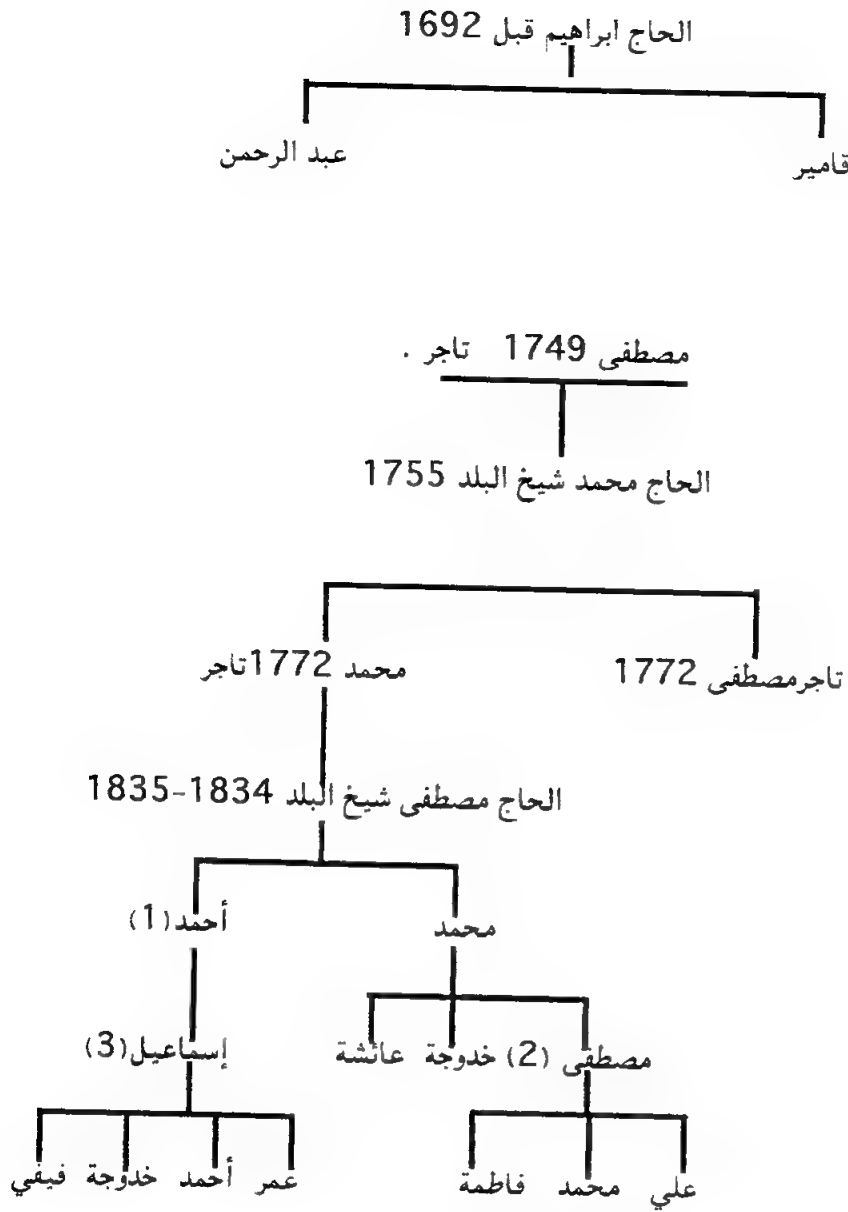 الحاج ابراهيم قبل 1692
قامير عبد الرحمن
مصطفى 1749 تاجر .
الحاج محمد شيخ البلد 1755
تاجرمصطفى 1772 محمد 1772تاجر
الحاج مصطفى شيخ البلد 1834-1835
محمد أحمد(1)
مصطفى (2) خدوجة عائشة إسماعيل(3)
علي محمد فاطمة عمر أحمد خدوجة فيفي